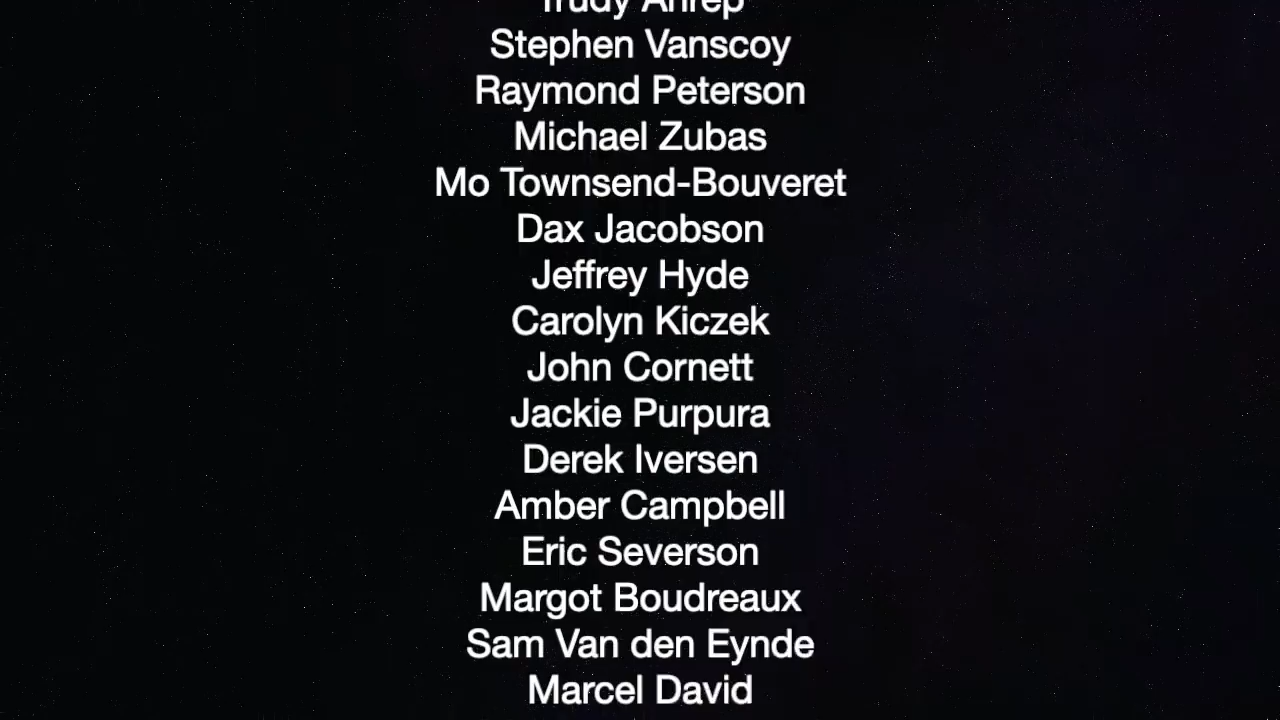 Stephen Vanscoy
Raymond Peterson
Michael Zubas
Mo Townsend-Bouveret
Dax Jacobson
Jeffrey Hyde
Carolyn Kiczek
John Cornett
Jackie Purpura
Derek Iversen
Amber Campbell
Eric Severson
Margot Boudreaux
Sam Van den Eynde
Marcel David